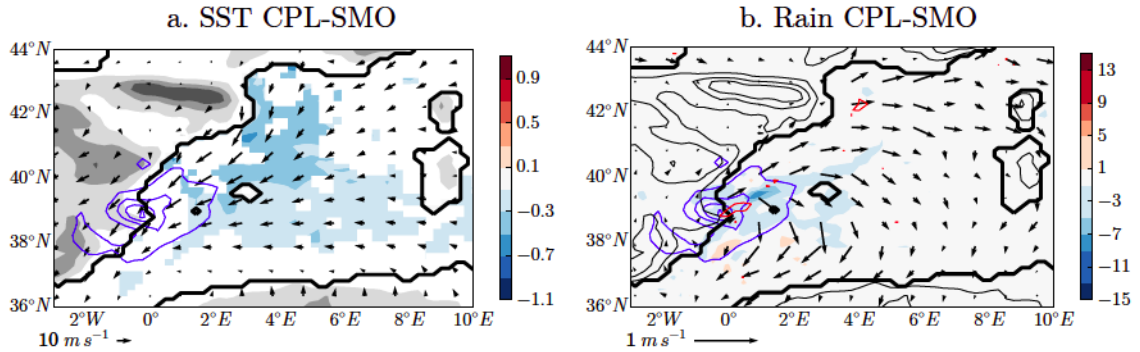 a. SST CPL-SMO
44°N
42°N
40°N
38°N
36°N
2°W 0° 2°E 4°E 6°E 8°E 10°E
10 m s⁻¹
0.9
0.5
0.1
−0.3
−0.7
−1.1
b. Rain CPL-SMO
44°N
42°N
40°N
38°N
36°N
2°W 0° 2°E 4°E 6°E 8°E 10°E
1 m s⁻¹
13
9
5
1
−3
−7
−11
−15